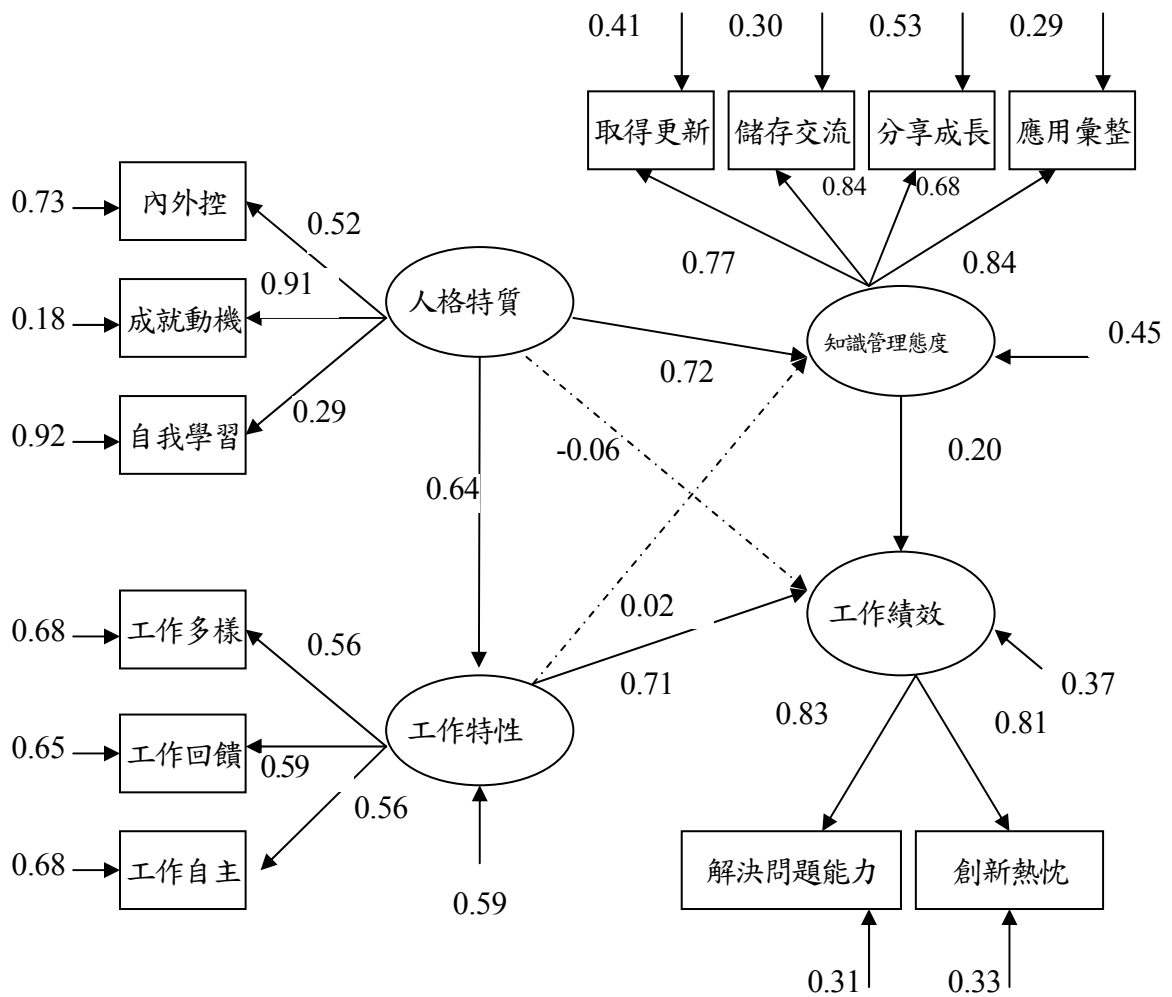 0.41 0.30 0.53 0.29
取得更新 儲存交流 分享成長 應用彙整
0.84 0.68
0.73 內外控 0.52
0.77 0.84
0.91 人格特質
0.18 成就動機 知識管理態度 0.45
0.72
0.92 自我學習 0.29 -0.06 0.20
0.64
0.68 工作多樣 0.56 0.02 工作績效
0.71 0.37
0.83 0.81
0.65 工作回饋 0.59 工作特性
0.56
0.68 工作自主 解決問題能力 創新熱忱
0.59
0.31 0.33